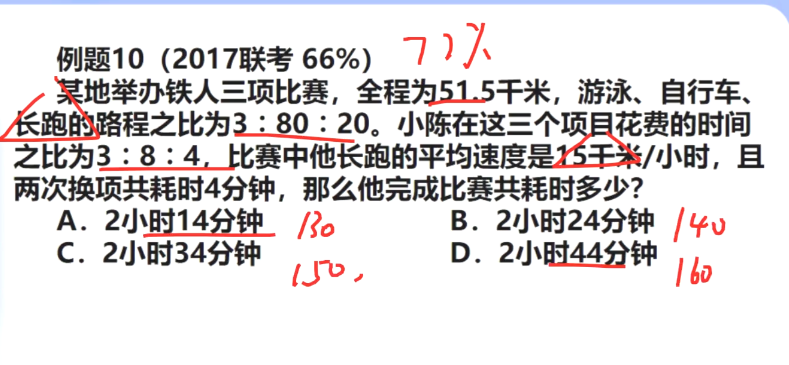 例题10（2017联考 66%） 77%
某地举办铁人三项比赛，全程为51.5千米，游泳、自行车、
长跑的路程之比为3：80：20。小陈在这三个项目花费的时间
之比为3：8：4，比赛中他长跑的平均速度是15千米/小时，且
两次换项共耗时4分钟，那么他完成比赛共耗时多少？
A．2小时14分钟 130 B．2小时24分钟 140
C．2小时34分钟 150, D．2小时44分钟 160